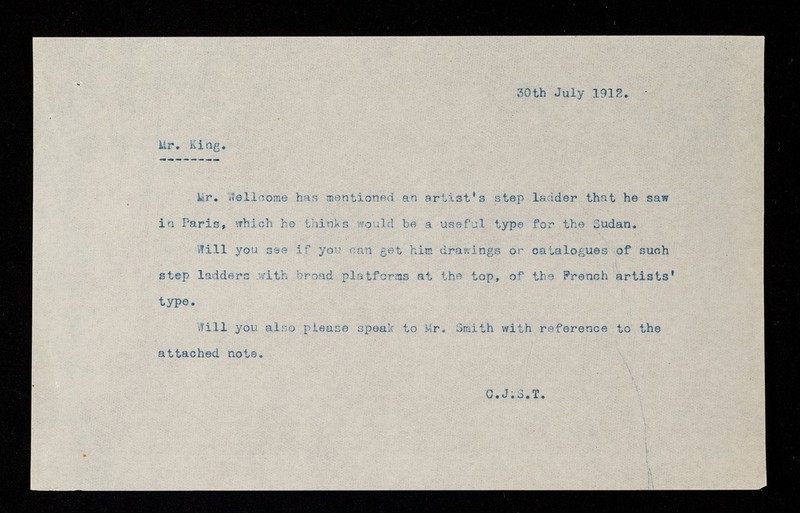 30th July 1912.
Mr. King.
Mr. Wellcome has mentioned an artist's step ladder that he saw
in Paris, which he thinks would be a useful type for the Sudan.
Will you see if you can get him drawings or catalogues of such
step ladders with broad platforms at the top, of the French artists'
type.
Will you also please speak to Mr. Smith with reference to the
attached note.
C.J.S.T.